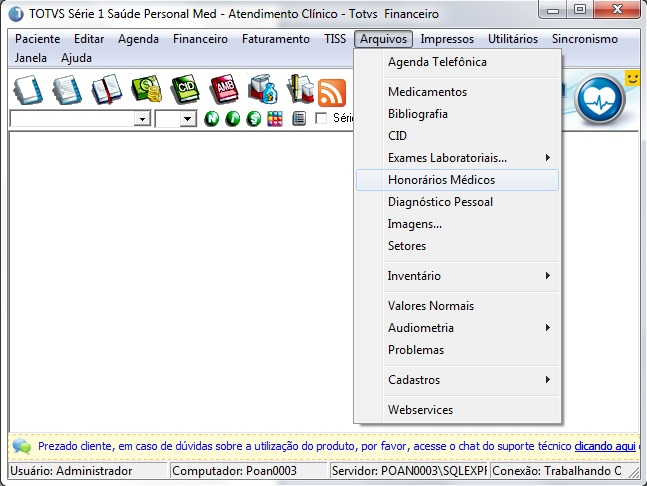 TOTVS Série 1 Saúde Personal Med - Atendimento Clínico - Totvs Financeiro
Paciente Editar Agenda Financeiro Faturamento TISS Arquivos Impressos Utilitários Sincronismo
Janela Ajuda
Agenda Telefônica
CID AMB
Medicamentos
Bibliografia
N I $ Séri
CID
Exames Laboratoriais...
Honorários Médicos
Diagnóstico Pessoal
Imagens...
Setores
Inventário
Valores Normais
Audiometria
Problemas
Cadastros
Webservices
Prezado cliente, em caso de dúvidas sobre a utilização do produto, por favor, acesse o chat do suporte técnico clicando aqui
Usuário: Administrador Computador: Poan0003 Servidor: POAN0003\SQLEXPF Conexão: Trabalhando O